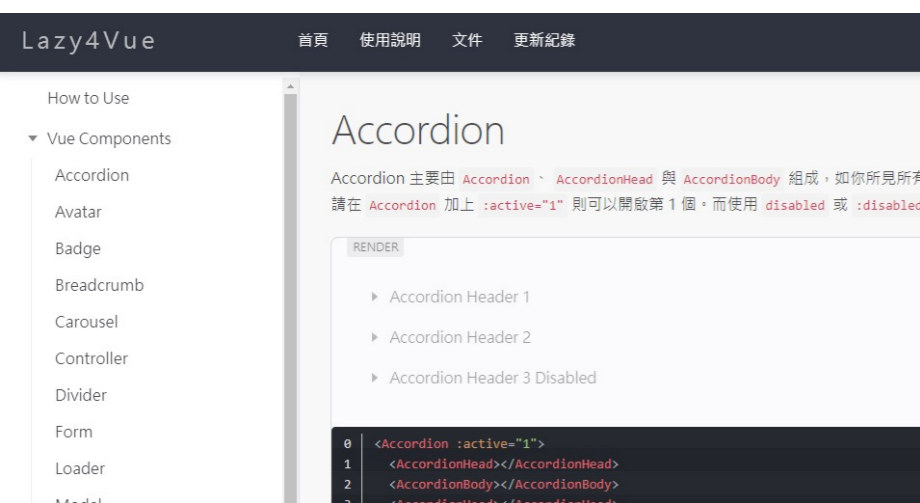 Lazy4Vue
首頁 使用說明 文件 更新紀錄
How to Use
Vue Components
Accordion
Avatar
Badge
Breadcrumb
Carousel
Controller
Divider
Form
Loader
Accordion
Accordion 主要由 Accordion、AccordionHead 與 AccordionBody 組成，如你所見所有
請在 Accordion 加上 :active="1" 則可以開啟第 1 個。而使用 disabled 或 :disabled
RENDER
Accordion Header 1
Accordion Header 2
Accordion Header 3 Disabled
0 <Accordion :active="1">
1 <AccordionHead></AccordionHead>
2 <AccordionBody></AccordionBody>